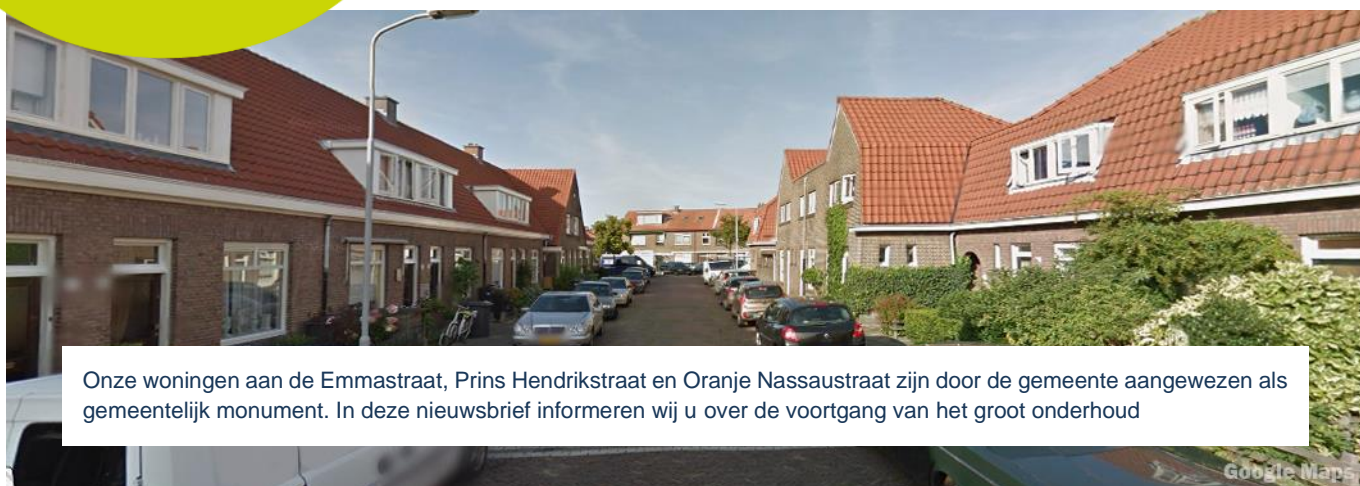 Onze woningen aan de Emmastraat, Prins Hendrikstraat en Oranje Nassaustraat zijn door de gemeente aangewezen als
gemeentelijk monument. In deze nieuwsbrief informeren wij u over de voortgang van het groot onderhoud
Google Maps